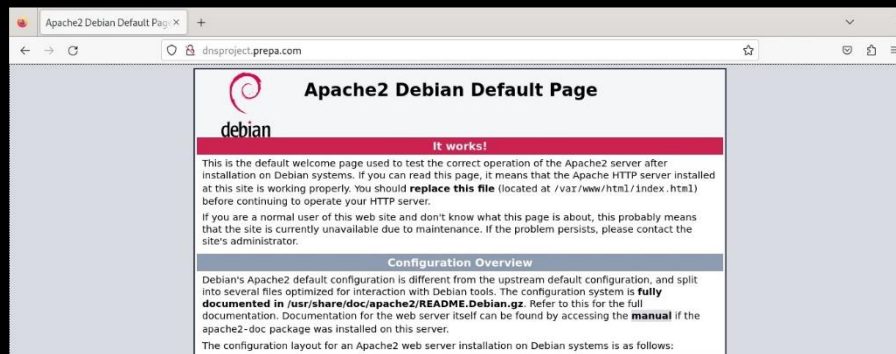 Apache2 Debian Default Page
dnsproject.prepa.com
Apache2 Debian Default Page
debian
It works!
This is the default welcome page used to test the correct operation of the Apache2 server after
installation on Debian systems. If you can read this page, it means that the Apache HTTP server installed
at this site is working properly. You should replace this file (located at /var/www/html/index.html)
before continuing to operate your HTTP server.
If you are a normal user of this web site and don't know what this page is about, this probably means
that the site is currently unavailable due to maintenance. If the problem persists, please contact the
site's administrator.
Configuration Overview
Debian's Apache2 default configuration is different from the upstream default configuration, and split
into several files optimized for interaction with Debian tools. The configuration system is fully
documented in /usr/share/doc/apache2/README.Debian.gz. Refer to this for the full
documentation. Documentation for the web server itself can be found by accessing the manual if the
apache2-doc package was installed on this server.
The configuration layout for an Apache2 web server installation on Debian systems is as follows: